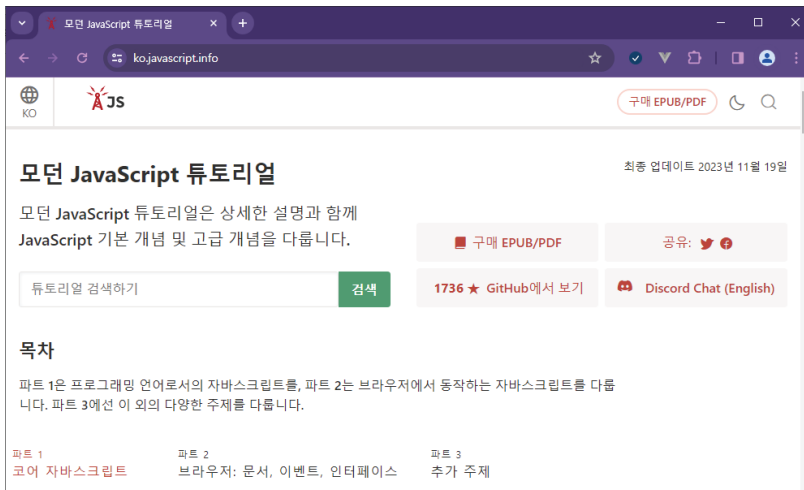 모던 JavaScript 튜토리얼
ko.javascript.info
KO
JS
구매 EPUB/PDF
모던 JavaScript 튜토리얼
최종 업데이트 2023년 11월 19일
모던 JavaScript 튜토리얼은 상세한 설명과 함께
JavaScript 기본 개념 및 고급 개념을 다룹니다.
구매 EPUB/PDF
공유:
튜토리얼 검색하기
검색
1736 ★ GitHub에서 보기
Discord Chat (English)
목차
파트 1은 프로그래밍 언어로서의 자바스크립트를, 파트 2는 브라우저에서 동작하는 자바스크립트를 다룹
니다. 파트 3에선 이 외의 다양한 주제를 다룹니다.
파트 1
파트 2
파트 3
코어 자바스크립트
브라우저: 문서, 이벤트, 인터페이스
추가 주제